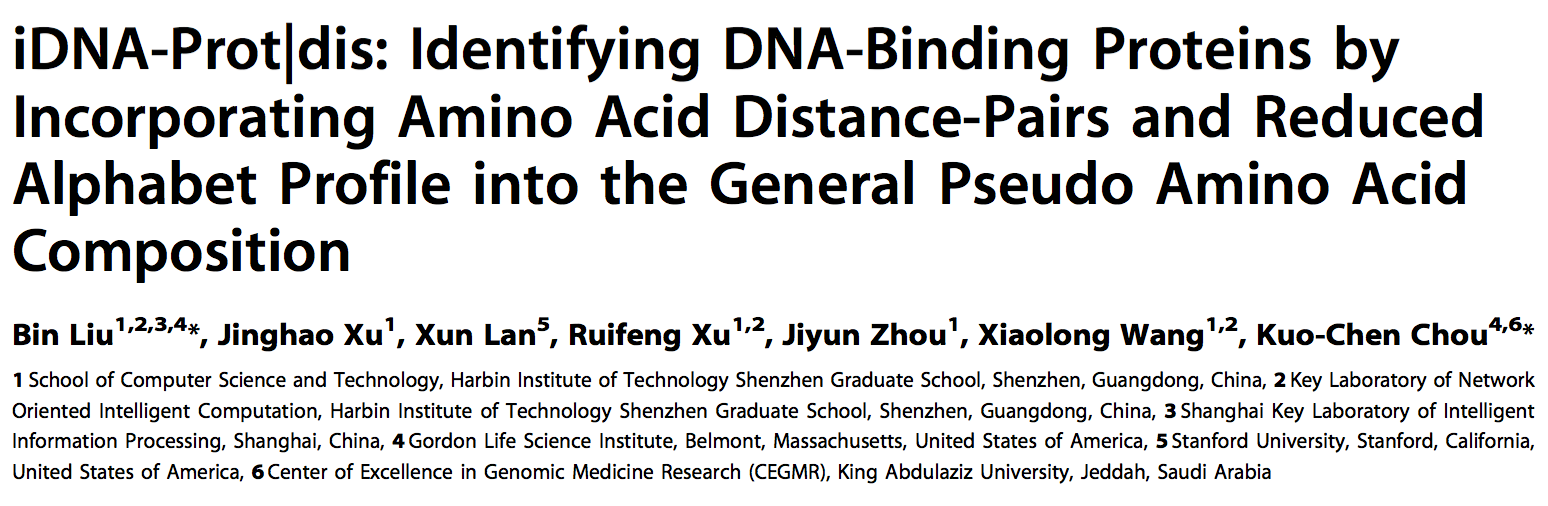 iDNA-Prot|dis: Identifying DNA-Binding Proteins by
Incorporating Amino Acid Distance-Pairs and Reduced
Alphabet Profile into the General Pseudo Amino Acid
Composition
Bin Liu1,2,3,4*, Jinghao Xu1, Xun Lan5, Ruifeng Xu1,2, Jiyun Zhou1, Xiaolong Wang1,2, Kuo-Chen Chou4,6*
1 School of Computer Science and Technology, Harbin Institute of Technology Shenzhen Graduate School, Shenzhen, Guangdong, China, 2 Key Laboratory of Network
Oriented Intelligent Computation, Harbin Institute of Technology Shenzhen Graduate School, Shenzhen, Guangdong, China, 3 Shanghai Key Laboratory of Intelligent
Information Processing, Shanghai, China, 4 Gordon Life Science Institute, Belmont, Massachusetts, United States of America, 5 Stanford University, Stanford, California,
United States of America, 6 Center of Excellence in Genomic Medicine Research (CEGMR), King Abdulaziz University, Jeddah, Saudi Arabia